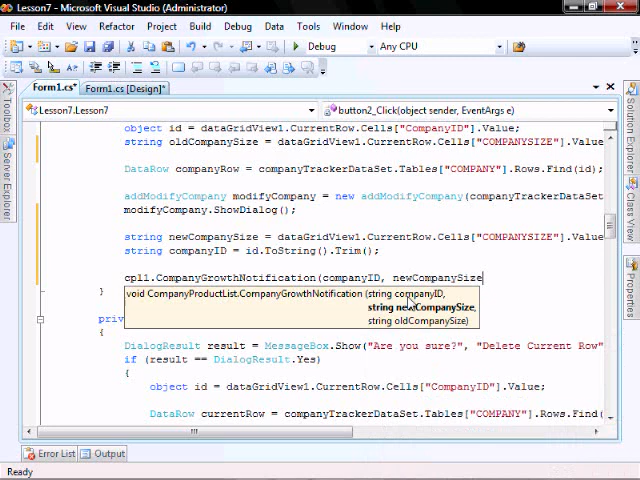 Lesson7 - Microsoft Visual Studio (Administrator)
File Edit View Refactor Project Build Debug Data Tools Window Community Help
Debug Any CPU
Form1.cs* Form1.cs [Design]*
Lesson7.Lesson7 button2_Click(object sender, EventArgs e)
object id = dataGridView1.CurrentRow.Cells["CompanyID"].Value;
string oldCompanySize = dataGridView1.CurrentRow.Cells["COMPANYSIZE"].Value
DataRow companyRow = companyTrackerDataSet.Tables["COMPANY"].Rows.Find(id);
addModifyCompany modifyCompany = new addModifyCompany(companyTrackerDataSet
modifyCompany.ShowDialog();
string newCompanySize = dataGridView1.CurrentRow.Cells["COMPANYSIZE"].Value
string companyID = id.ToString().Trim();
cpl1.CompanyGrowthNotification(companyID, newCompanySize
void CompanyProductList.CompanyGrowthNotification (string companyID,
string newCompanySize,
string oldCompanySize)
}
priv
{
DialogResult result = MessageBox.Show("Are you sure?", "Delete Current Row"
if (result == DialogResult.Yes)
{
object id = dataGridView1.CurrentRow.Cells["CompanyID"].Value;
DataRow currentRow = companyTrackerDataSet.Tables["COMPANY"].Rows.Find(
Toolbox
Server Explorer
Solution Explorer
Class View
Properties
Error List Output
Ready